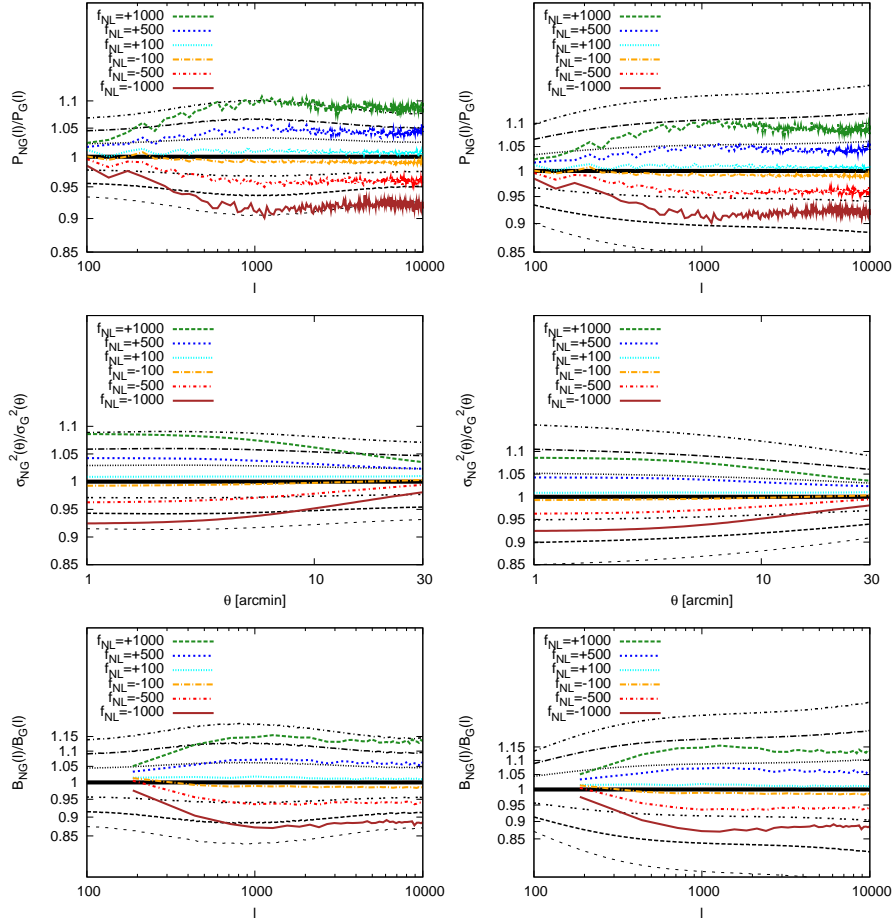 f_NL=+1000
f_NL=+500
f_NL=+100
f_NL=-100
f_NL=-500
f_NL=-1000
P_NG(l)/P_G(l)
1.1
1.05
1
0.95
0.9
0.85
100
1000
10000
l
f_NL=+1000
f_NL=+500
f_NL=+100
f_NL=-100
f_NL=-500
f_NL=-1000
P_NG(l)/P_G(l)
1.1
1.05
1
0.95
0.9
0.85
100
1000
10000
l
f_NL=+1000
f_NL=+500
f_NL=+100
f_NL=-100
f_NL=-500
f_NL=-1000
σ_NG^2(θ)/σ_G^2(θ)
1.1
1.05
1
0.95
0.9
0.85
1
10
30
θ [arcmin]
f_NL=+1000
f_NL=+500
f_NL=+100
f_NL=-100
f_NL=-500
f_NL=-1000
σ_NG^2(θ)/σ_G^2(θ)
1.1
1.05
1
0.95
0.9
0.85
1
10
30
θ [arcmin]
f_NL=+1000
f_NL=+500
f_NL=+100
f_NL=-100
f_NL=-500
f_NL=-1000
B_NG(l)/B_G(l)
1.15
1.1
1.05
1
0.95
0.9
0.85
100
1000
10000
l
f_NL=+1000
f_NL=+500
f_NL=+100
f_NL=-100
f_NL=-500
f_NL=-1000
B_NG(l)/B_G(l)
1.15
1.1
1.05
1
0.95
0.9
0.85
100
1000
10000
l